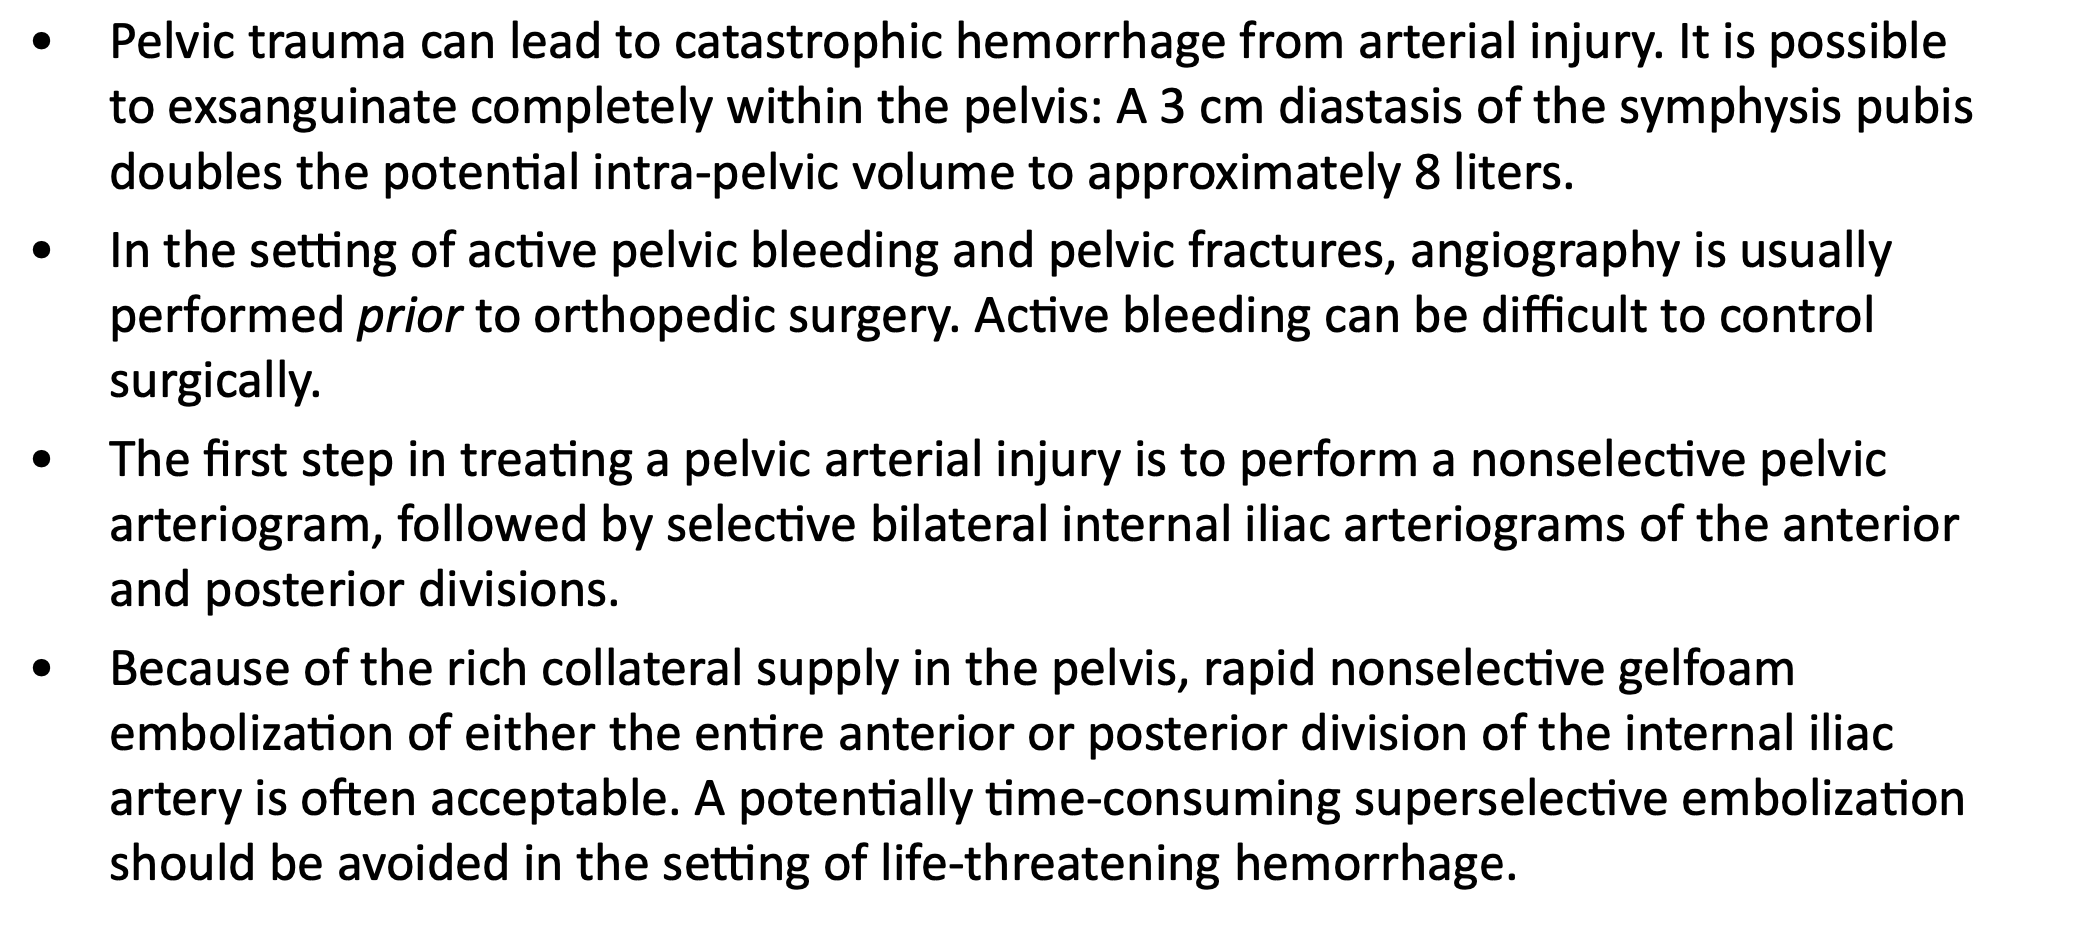 • Pelvic trauma can lead to catastrophic hemorrhage from arterial injury. It is possible
to exsanguinate completely within the pelvis: A 3 cm diastasis of the symphysis pubis
doubles the potential intra-pelvic volume to approximately 8 liters.
• In the setting of active pelvic bleeding and pelvic fractures, angiography is usually
performed prior to orthopedic surgery. Active bleeding can be difficult to control
surgically.
• The first step in treating a pelvic arterial injury is to perform a nonselective pelvic
arteriogram, followed by selective bilateral internal iliac arteriograms of the anterior
and posterior divisions.
• Because of the rich collateral supply in the pelvis, rapid nonselective gelfoam
embolization of either the entire anterior or posterior division of the internal iliac
artery is often acceptable. A potentially time-consuming superselective embolization
should be avoided in the setting of life-threatening hemorrhage.